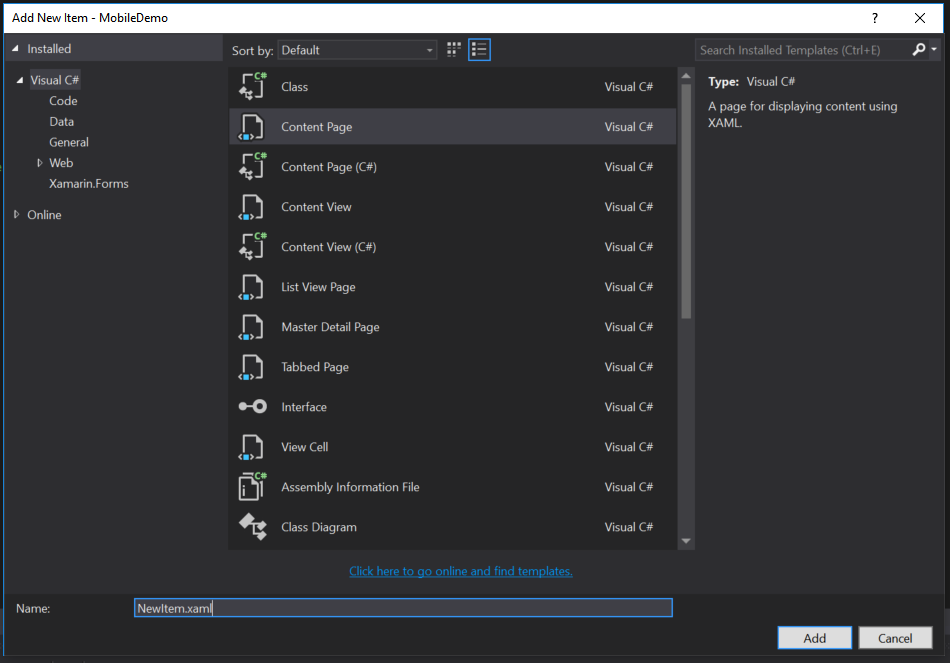 Add New Item - MobileDemo
?
Installed
Sort by: Default
Search Installed Templates (Ctrl+E)
Visual C#
Code
Data
General
Web
Xamarin.Forms
Online
C# Class Visual C#
Content Page Visual C#
C# Content Page (C#) Visual C#
Content View Visual C#
C# Content View (C#) Visual C#
List View Page Visual C#
Master Detail Page Visual C#
Tabbed Page Visual C#
Interface Visual C#
View Cell Visual C#
C# Assembly Information File Visual C#
Class Diagram Visual C#
Type: Visual C#
A page for displaying content using
XAML.
Click here to go online and find templates.
Name: NewItem.xaml
Add Cancel